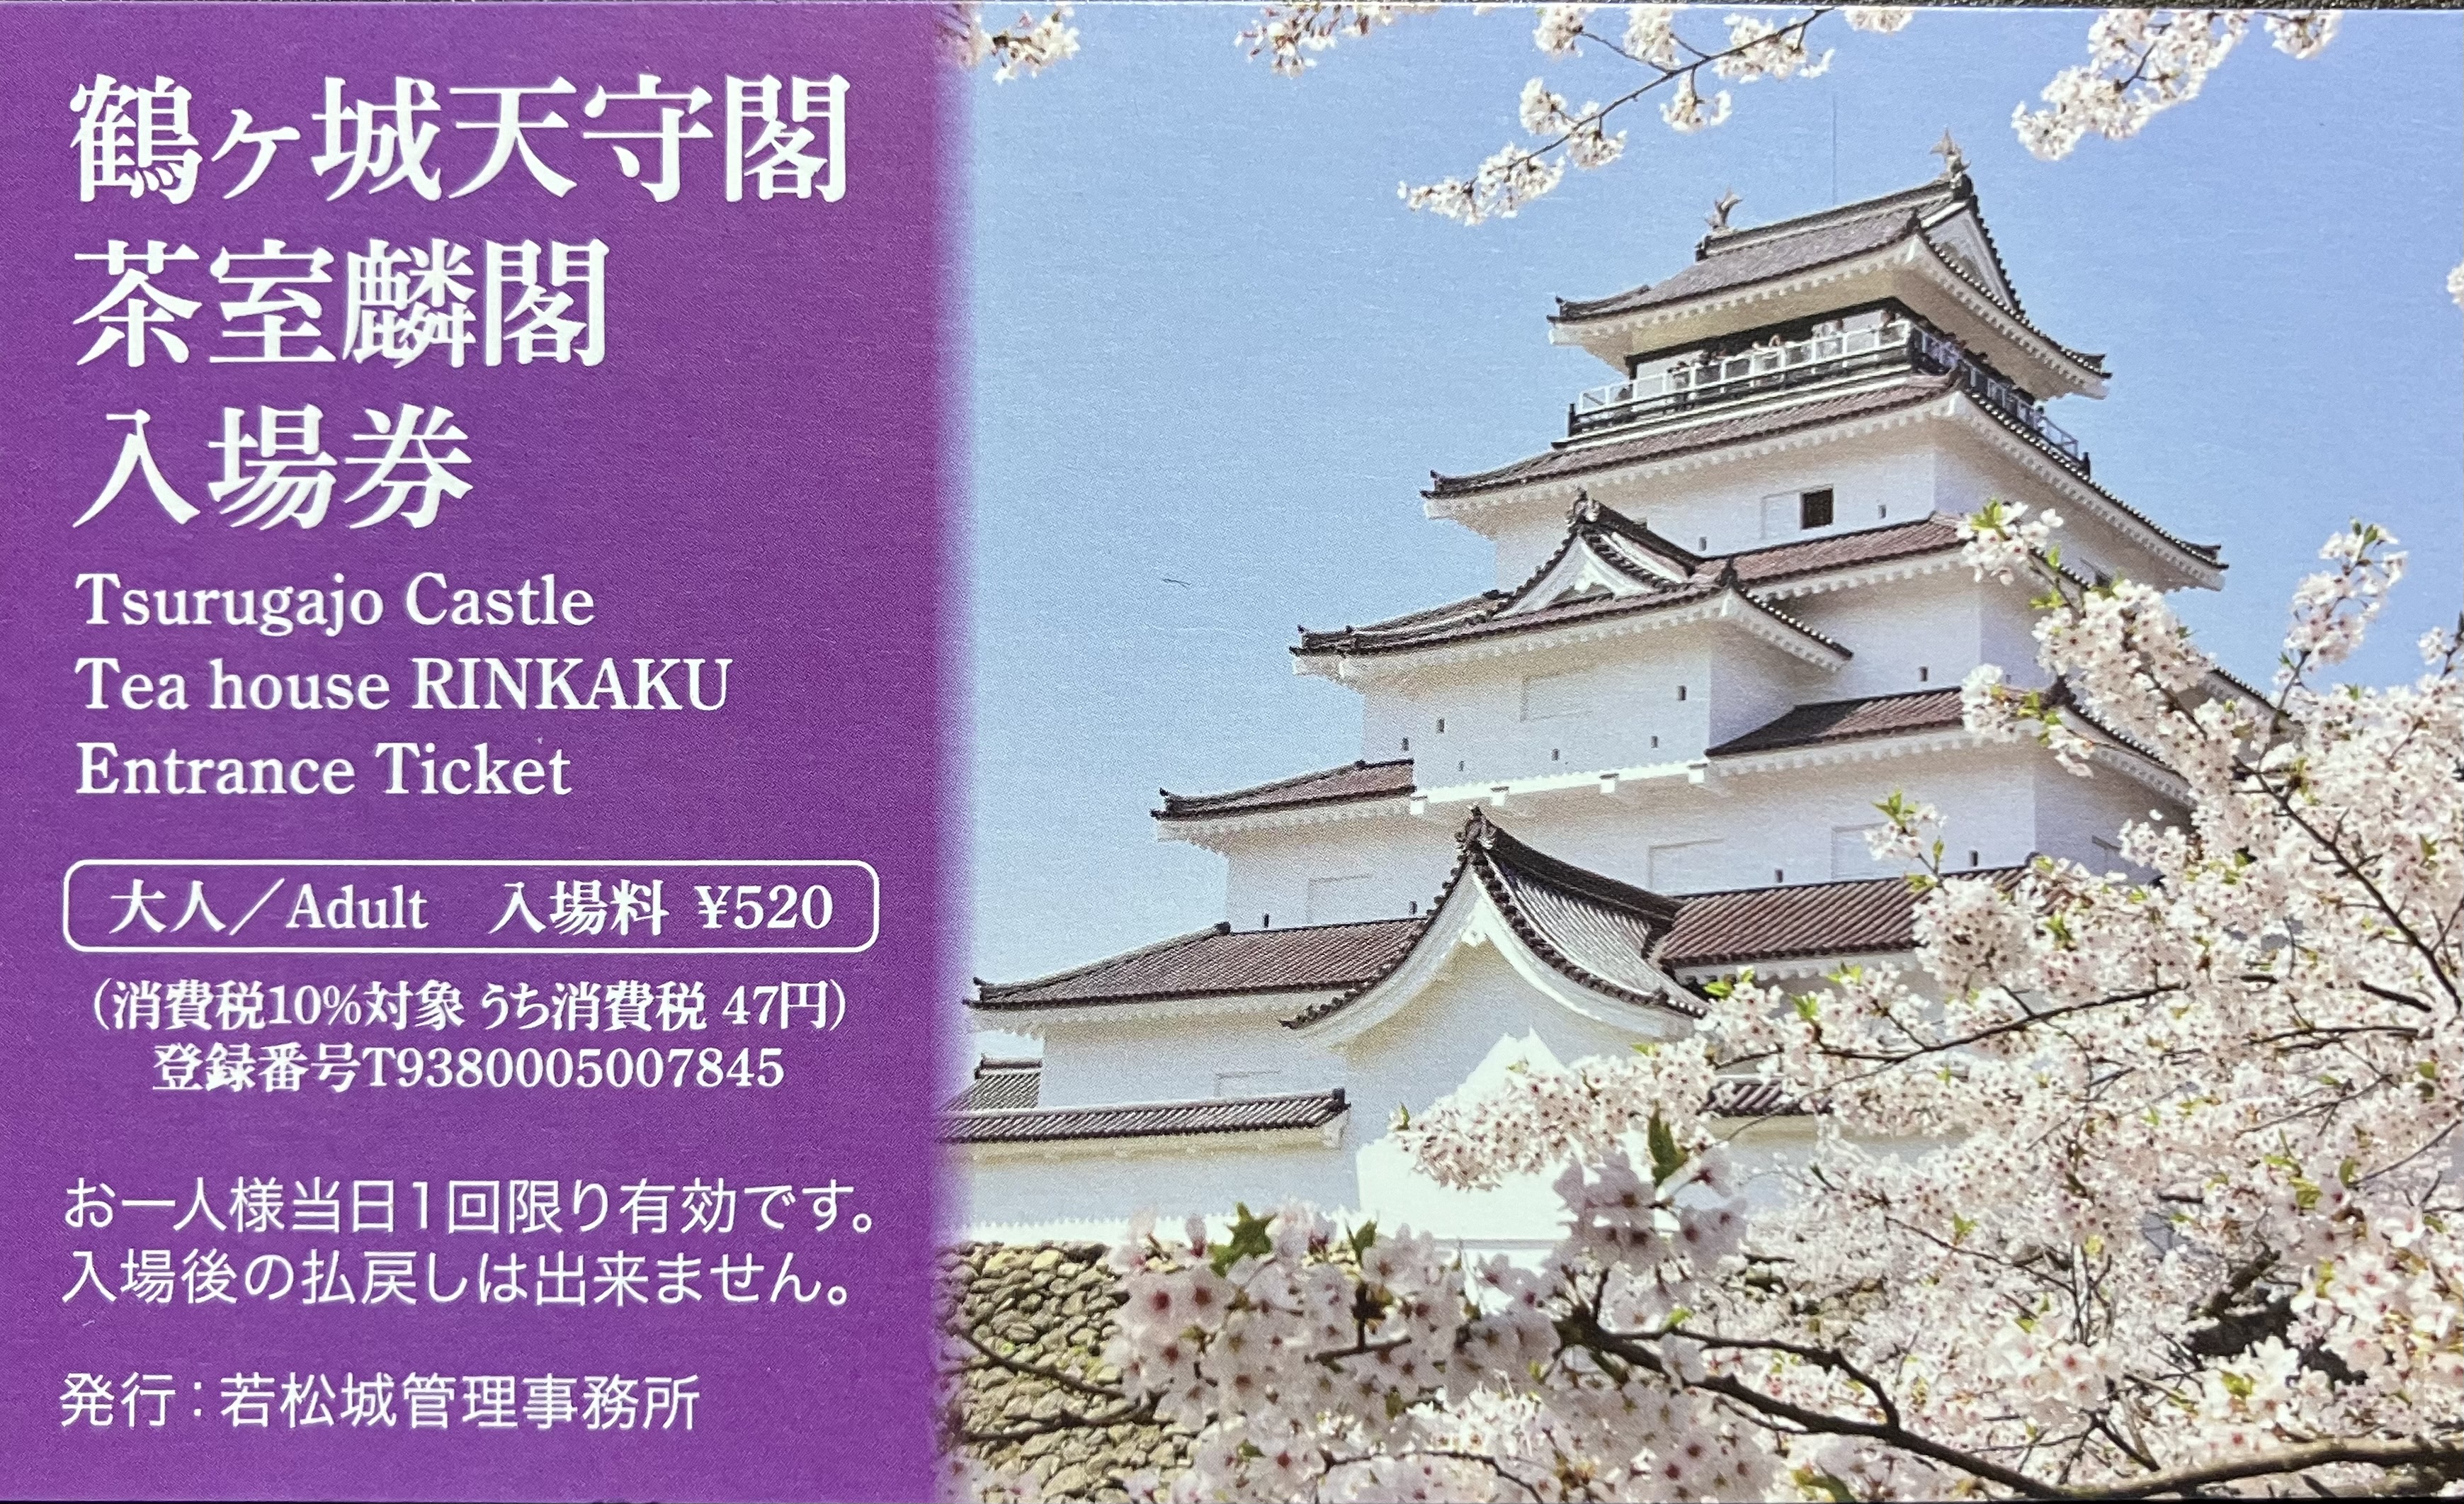 鶴ヶ城天守閣
茶室麟閣
入場券
Tsurugajo Castle
Tea house RINKAKU
Entrance Ticket
大人／Adult　入場料 ¥520
（消費税10%対象 うち消費税 47円）
登録番号T9380005007845
お一人様当日1回限り有効です。
入場後の払戻しは出来ません。
発行：若松城管理事務所